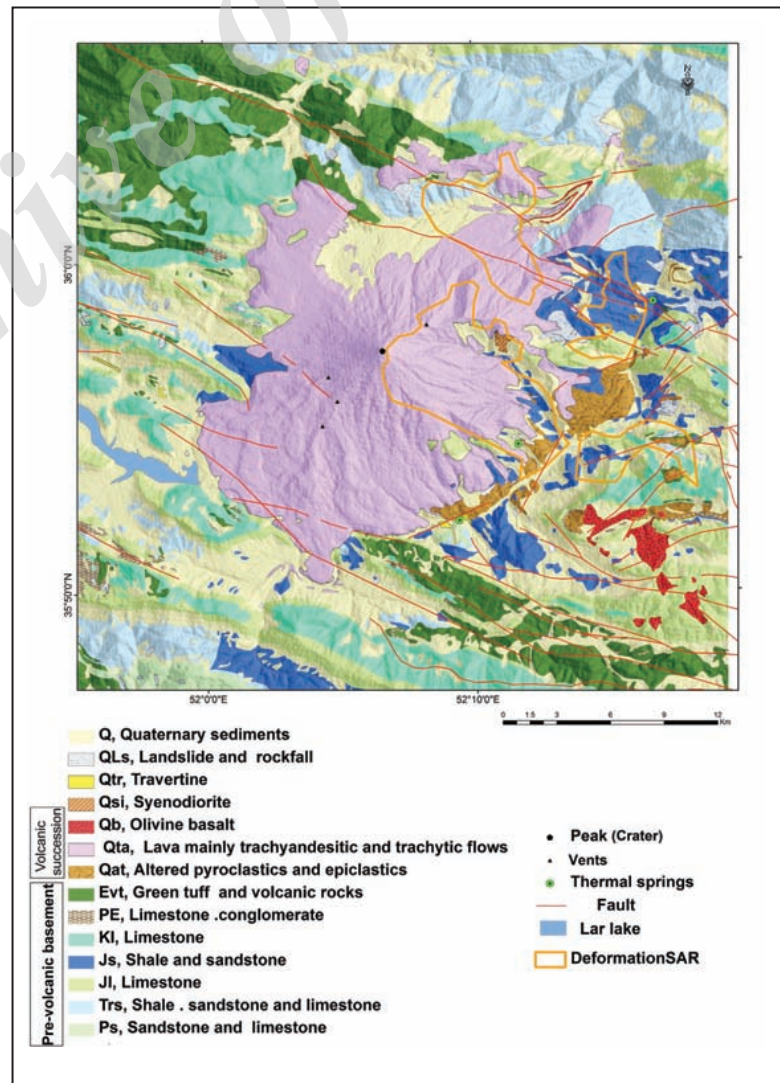 hive of
36°0'0"N
35°50'0"N
52°0'0"E
52°10'0"E
0 1.5 3 6 9 12
Km
Q, Quaternary sediments
QLs, Landslide and rockfall
Qtr, Travertine
Qsi, Syenodiorite
Qb, Olivine basalt
Qta, Lava mainly trachyandesitic and trachytic flows
Qat, Altered pyroclastics and epiclastics
Evt, Green tuff and volcanic rocks
PE, Limestone .conglomerate
Kl, Limestone
Js, Shale and sandstone
Jl, Limestone
Trs, Shale . sandstone and limestone
Ps, Sandstone and limestone
Volcanic
succession
Pre-volcanic basement
Peak (Crater)
Vents
Thermal springs
Fault
Lar lake
DeformationSAR